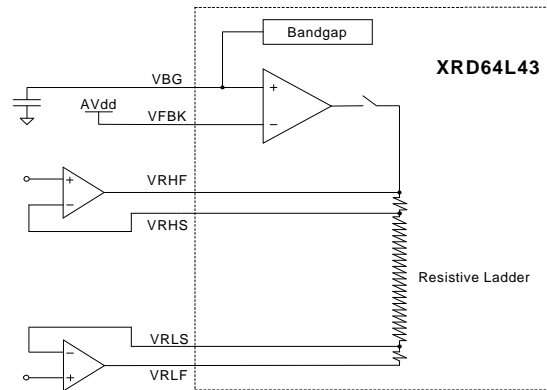 Bandgap
XRD64L43
VBG
+
AVdd
VFBK
−
VRHF
+
−
VRHS
Resistive Ladder
VRLS
−
+
VRLF